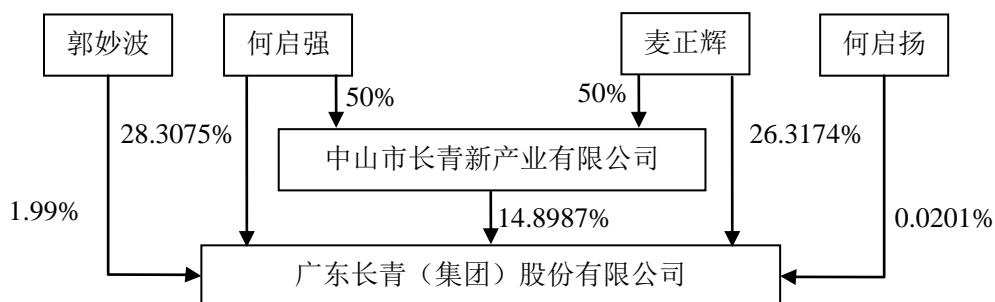 郭妙波
何启强
麦正辉
何启扬
50%
50%
28.3075%
26.3174%
中山市长青新产业有限公司
1.99%
14.8987%
0.0201%
广东长青（集团）股份有限公司